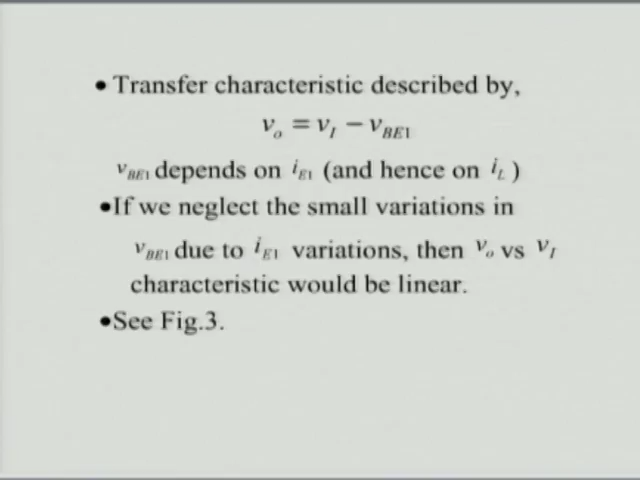 • Transfer characteristic described by,
v_o = v_I − v_BE1
v_BE1 depends on i_E1 (and hence on i_L )
•If we neglect the small variations in
v_BE1 due to i_E1 variations, then v_o vs v_I
characteristic would be linear.
•See Fig.3.